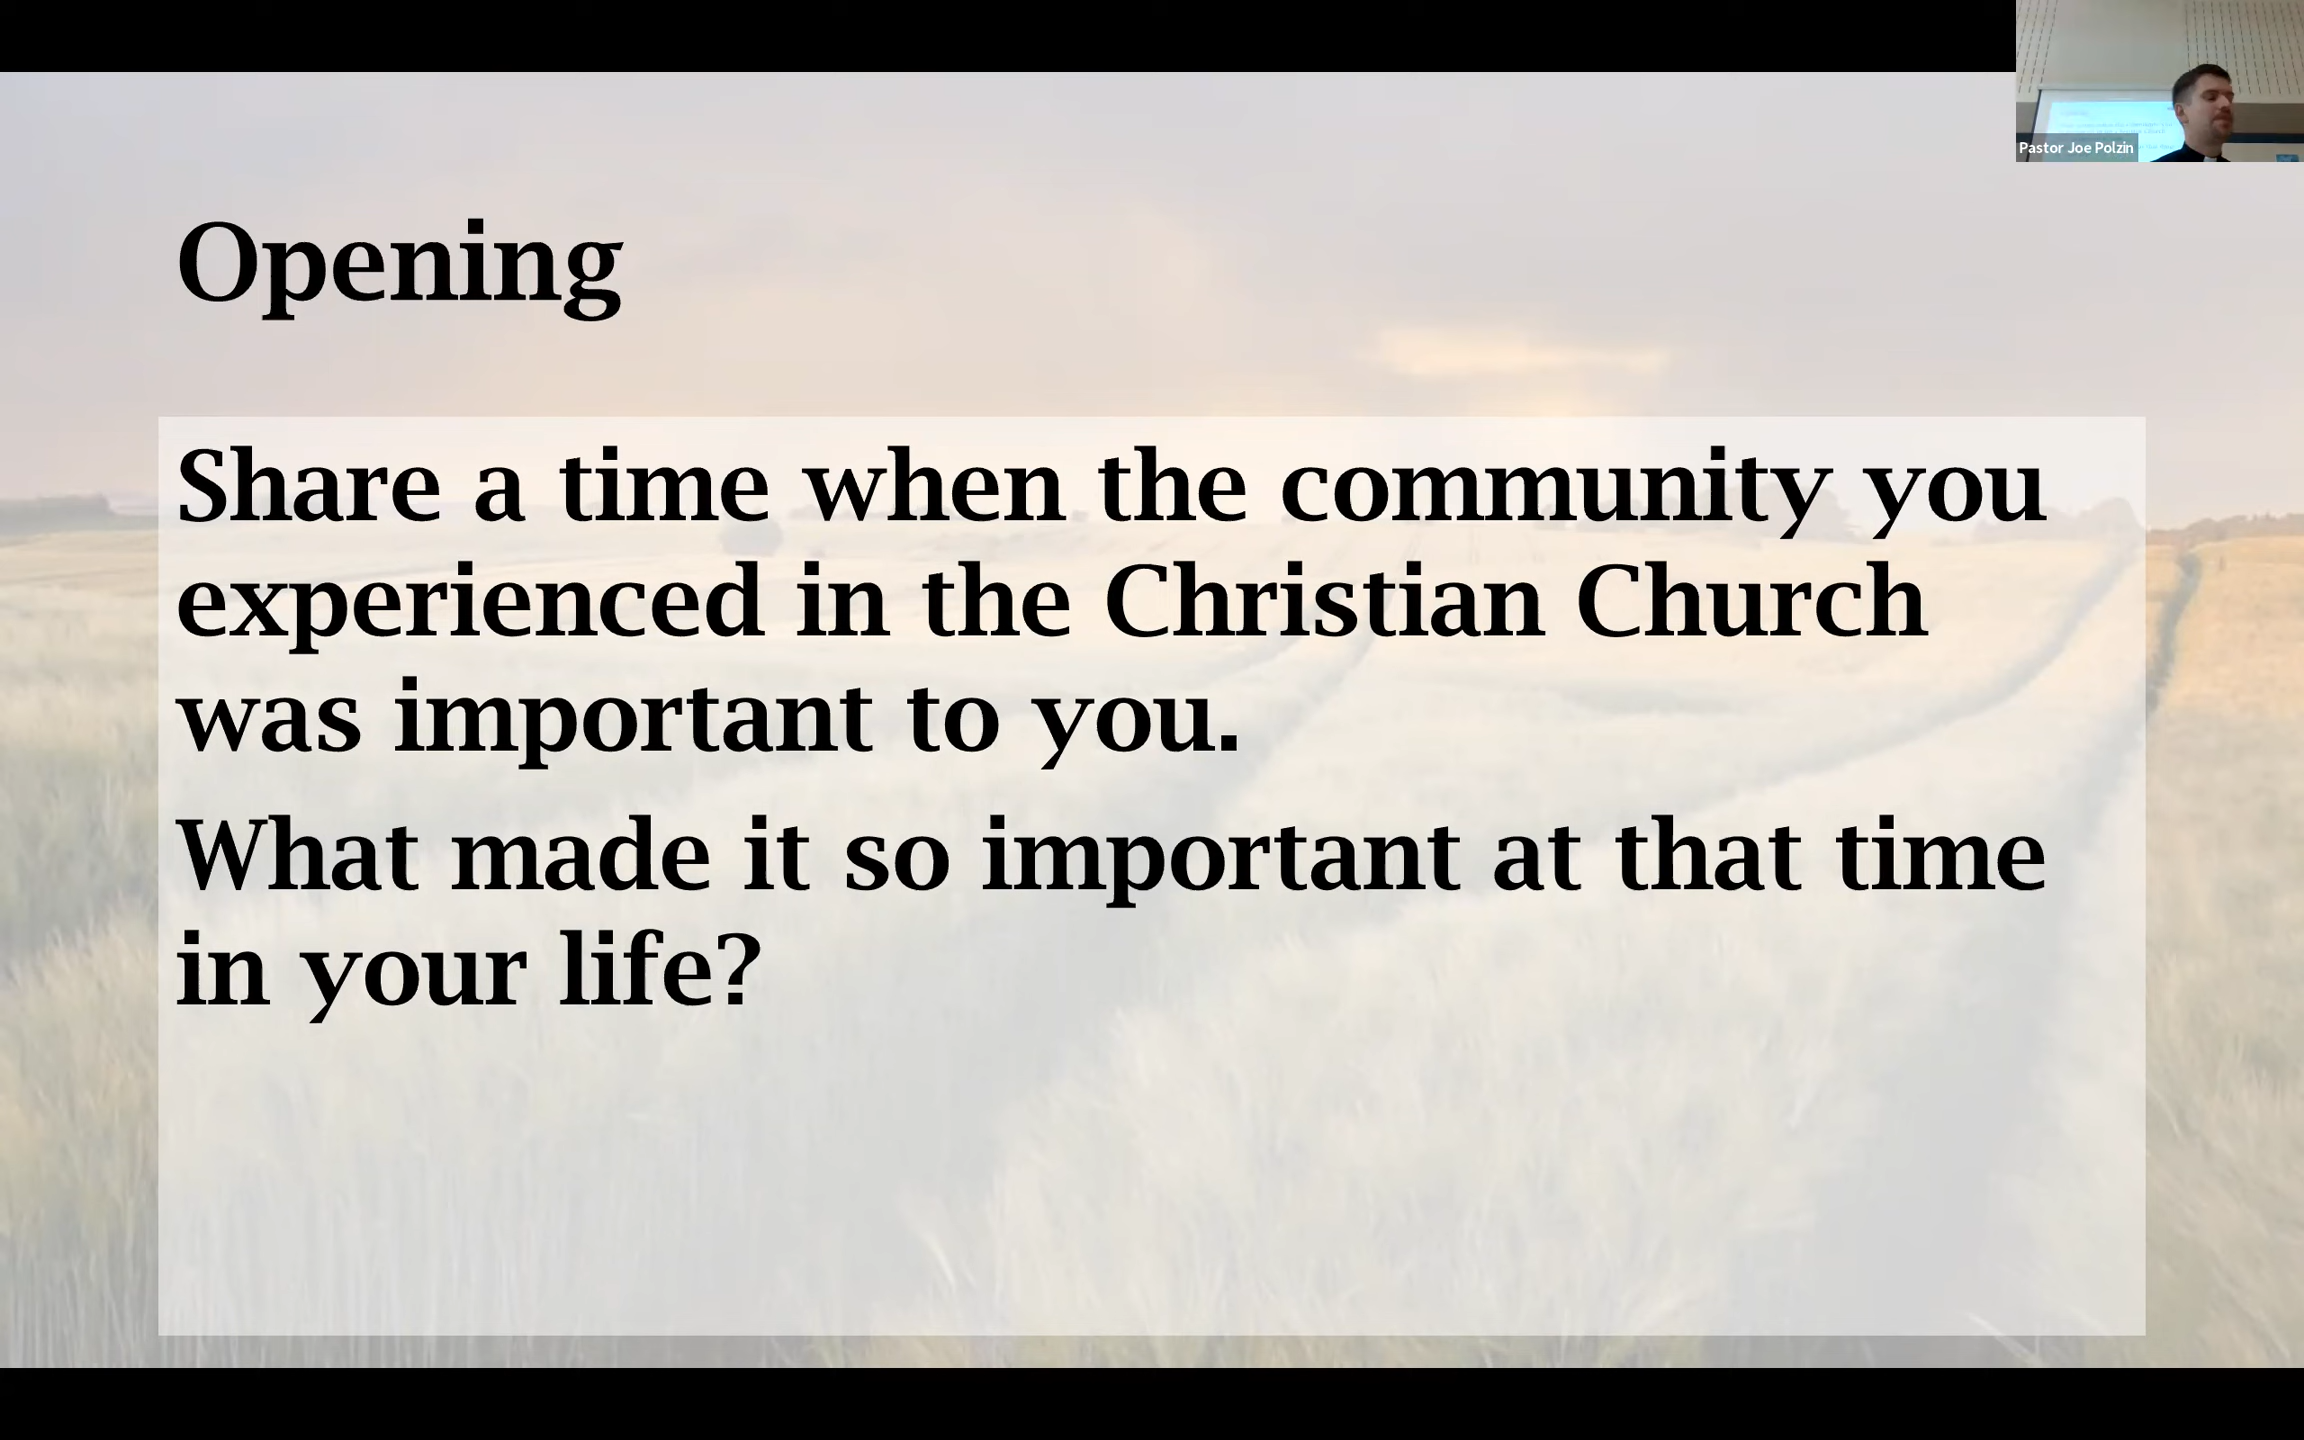 Pastor Joe Polzin
Opening
Share a time when the community you
experienced in the Christian Church
was important to you.
What made it so important at that time
in your life?